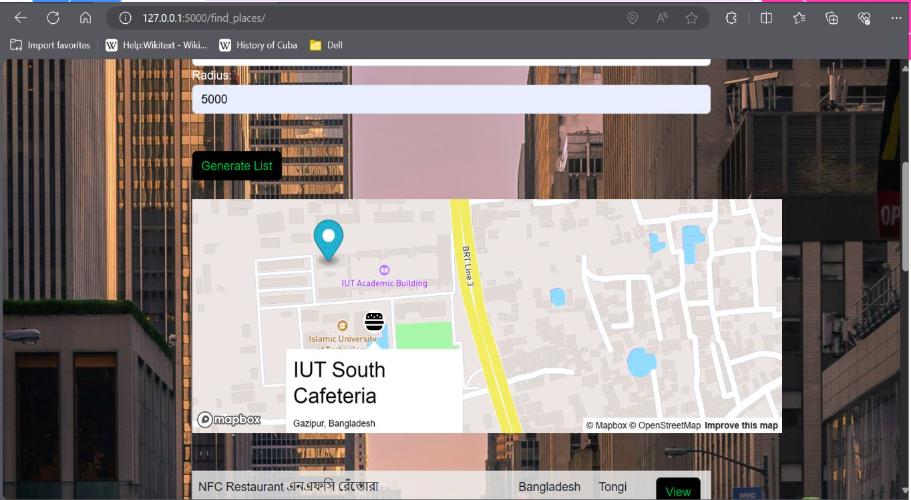 127.0.0.1:5000/find_places/
Import favorites
Help:Wikitext - Wiki...
History of Cuba
Dell
Radius:
5000
Generate List
BRT Line 3
IUT Academic Building
Islamic University
of Technology
IUT South
Cafeteria
Gazipur, Bangladesh
mapbox
© Mapbox © OpenStreetMap Improve this map
NFC Restaurant এনএফসি রেঁস্তোরা Bangladesh Tongi View